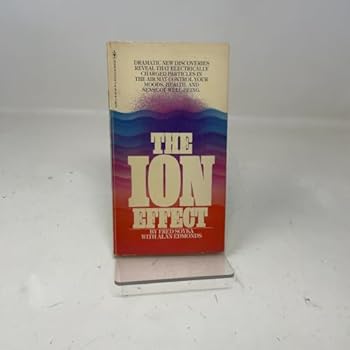 DRAMATIC NEW DISCOVERIES
REVEAL THAT ELECTRICALLY
CHARGED PARTICLES IN
THE AIR MAY CONTROL YOUR
MOODS, HEALTH, AND
SENSE OF WELL-BEING.
THE
ION
EFFECT
BY FRED SOYKA
WITH ALAN EDMONDS